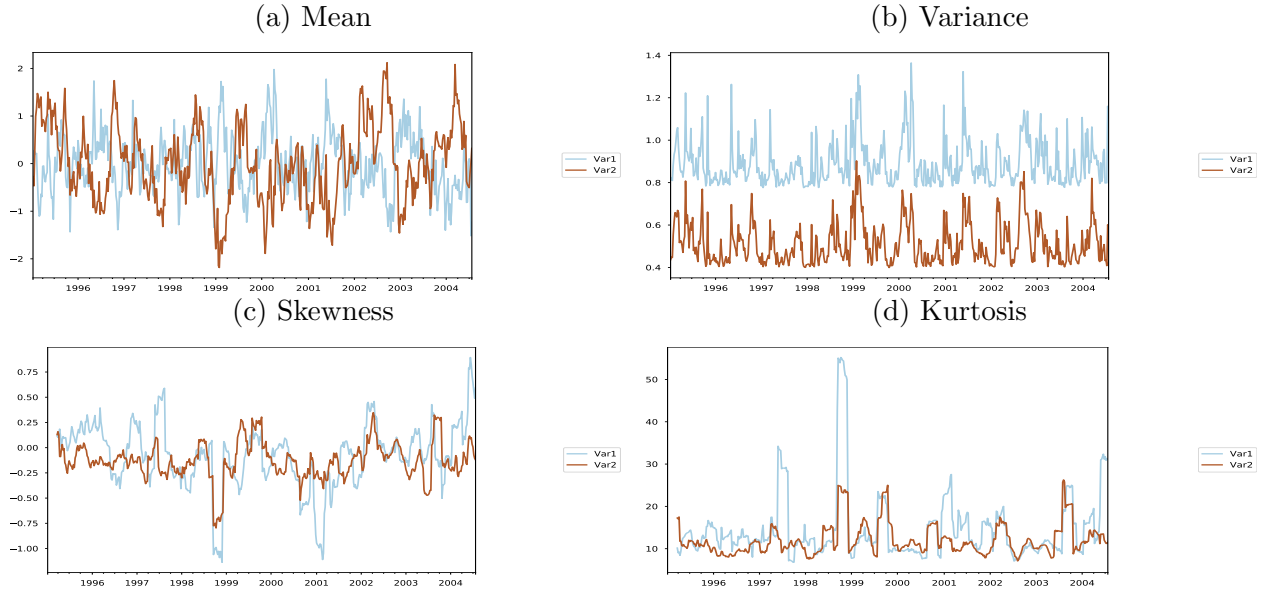 (a) Mean
(b) Variance
2
1
0
−1
−2
1996 1997 1998 1999 2000 2001 2002 2003 2004
Var1
Var2
1.4
1.2
1.0
0.8
0.6
0.4
1996 1997 1998 1999 2000 2001 2002 2003 2004
Var1
Var2
(c) Skewness
(d) Kurtosis
0.75
0.50
0.25
0.00
−0.25
−0.50
−0.75
−1.00
1996 1997 1998 1999 2000 2001 2002 2003 2004
Var1
Var2
50
40
30
20
10
1996 1997 1998 1999 2000 2001 2002 2003 2004
Var1
Var2